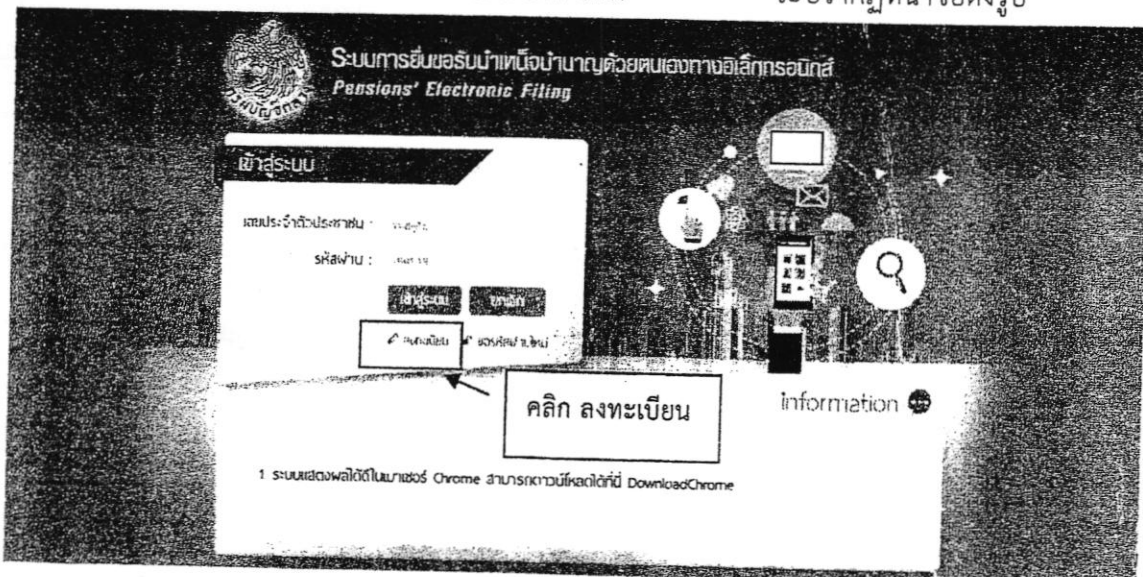 ระบบการยื่นขอรับบำเหน็จบำนาญด้วยตนเองทางอิเล็กทรอนิกส์
Pensions' Electronic Filing
เข้าสู่ระบบ
เลขประจำตัวประชาชน :
รหัสผ่าน :
เข้าสู่ระบบ ยกเลิก
ลงทะเบียน ขอรหัสผ่านใหม่
คลิก ลงทะเบียน
Information
1 ระบบแสดงผลได้ดีในเบาเซอร์ Chrome สามารถดาวน์โหลดได้ที่นี่ DownloadChrome